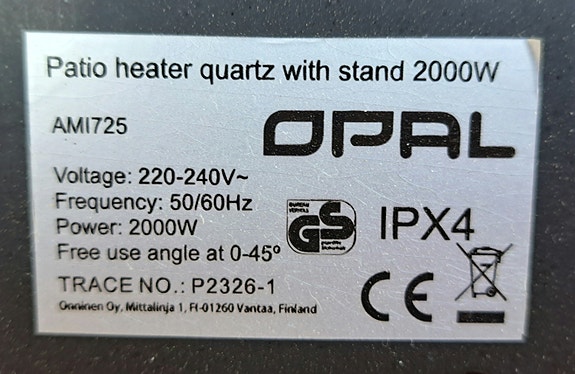 Patio heater quartz with stand 2000W
AMI725
OPAL
Voltage: 220-240V~
Frequency: 50/60Hz
Power: 2000W
Free use angle at 0-45º
GS
IPX4
TRACE NO.: P2326-1
CE
Onninen Oy, Mittalinja 1, FI-01260 Vantaa, Finland